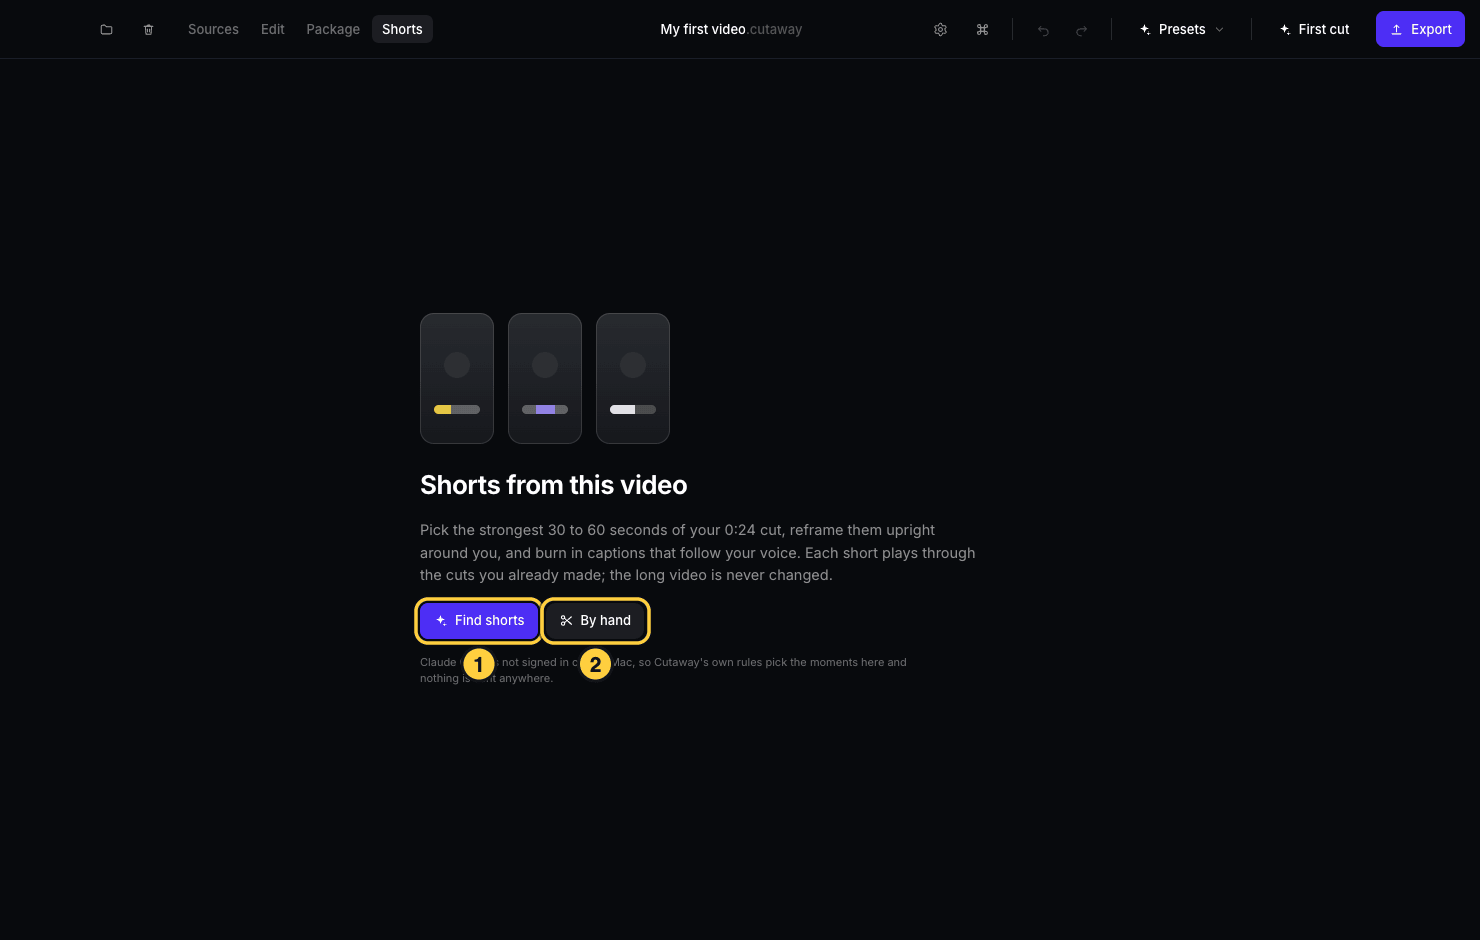 Sources Edit Package Shorts My first video.cutaway Presets First cut Export
Shorts from this video
Pick the strongest 30 to 60 seconds of your 0:24 cut, reframe them upright
around you, and burn in captions that follow your voice. Each short plays through
the cuts you already made; the long video is never changed.
Find shorts By hand
1 2
Claude not signed in Mac, so Cutaway's own rules pick the moments here and
nothing is anywhere.